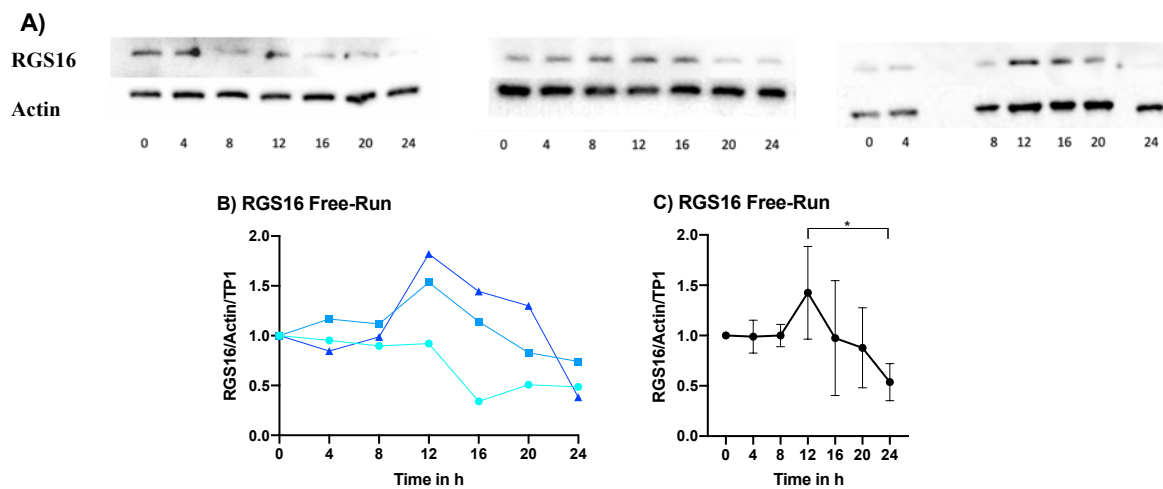 A)
RGS16
Actin
0 4 8 12 16 20 24
0 4 8 12 16 20 24
0 4 8 12 16 20 24
B) RGS16 Free-Run
RGS16/Actin/TP1
2.0
1.5
1.0
0.5
0.0
0 4 8 12 16 20 24
Time in h
C) RGS16 Free-Run
*
RGS16/Actin/TP1
2.0
1.5
1.0
0.5
0.0
0 4 8 12 16 20 24
Time in h